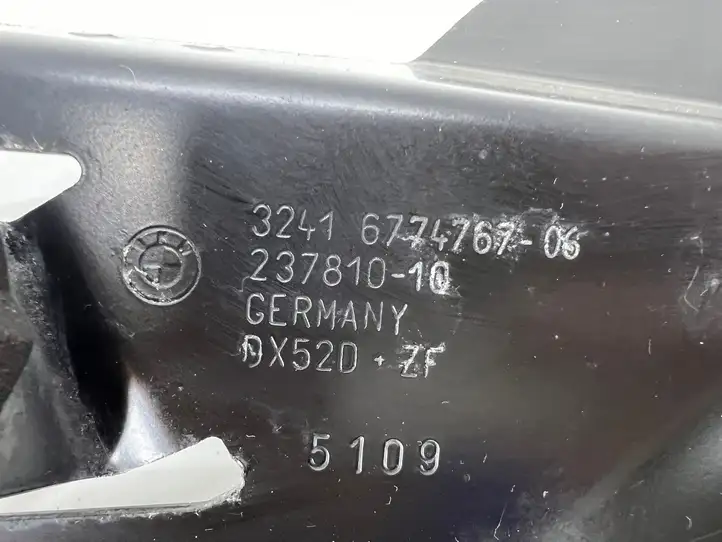 3241 6774767-06
237810-10
GERMANY
DX52D . ZF
5109